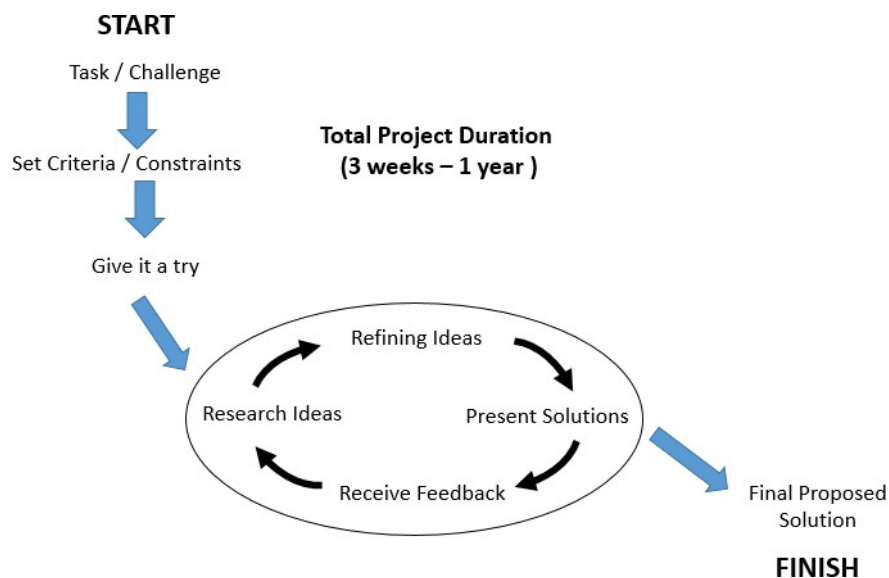 START
Task / Challenge
Set Criteria / Constraints
Give it a try
Total Project Duration
(3 weeks – 1 year )
Refining Ideas
Research Ideas
Present Solutions
Receive Feedback
Final Proposed
Solution
FINISH